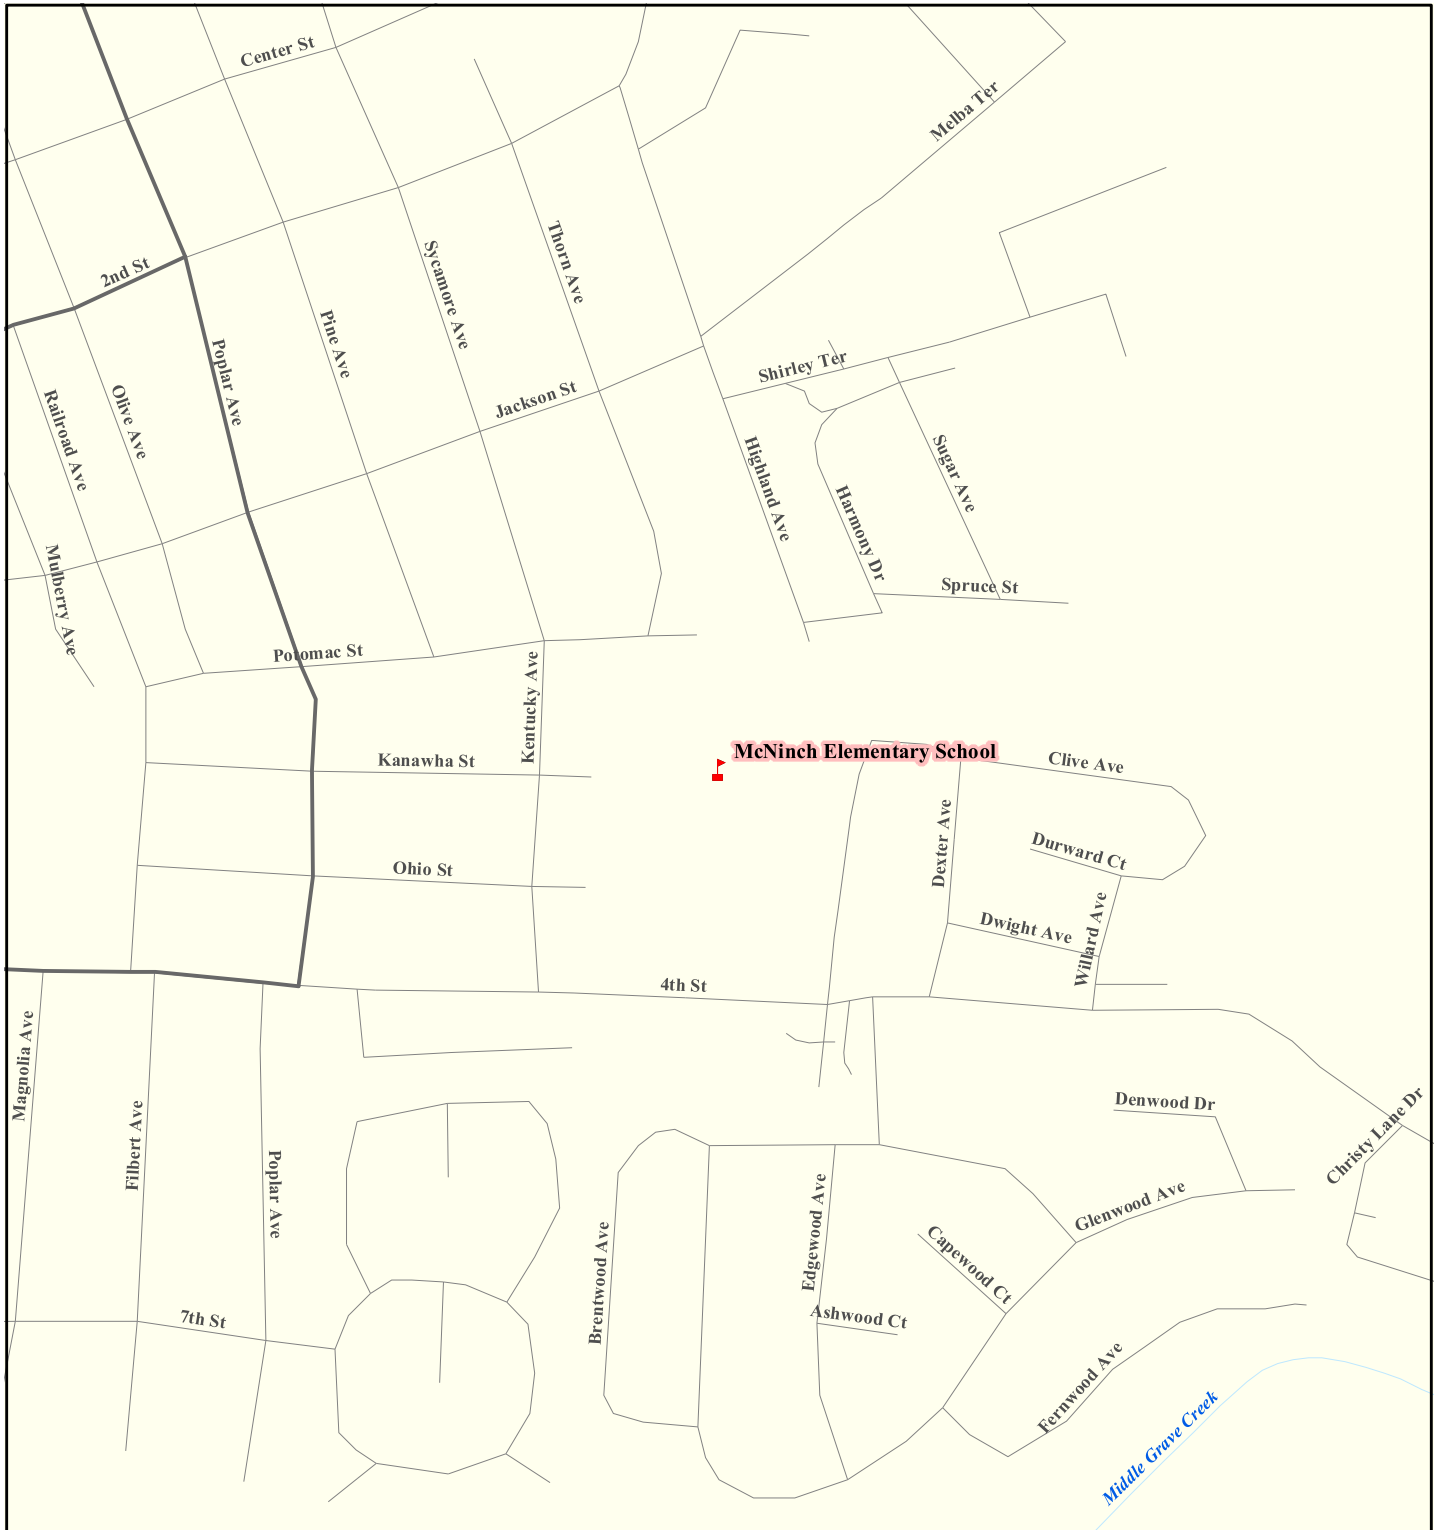 Center St
Melba Ter
2nd St
Thorn Ave
Sycamore Ave
Pine Ave
Poplar Ave
Shirley Ter
Olive Ave
Railroad Ave
Jackson St
Highland Ave
Sugar Ave
Harmony Dr
Mulberry Ave
Spruce St
Potomac St
Kentucky Ave
McNinch Elementary School
Kanawha St
Clive Ave
Dexter Ave
Durward Ct
Ohio St
Dwight Ave
Willard Ave
4th St
Magnolia Ave
Denwood Dr
Christy Lane Dr
Filbert Ave
Poplar Ave
Glenwood Ave
Edgewood Ave
Brentwood Ave
Capewood Ct
Ashwood Ct
7th St
Fernwood Ave
Middle Grave Creek